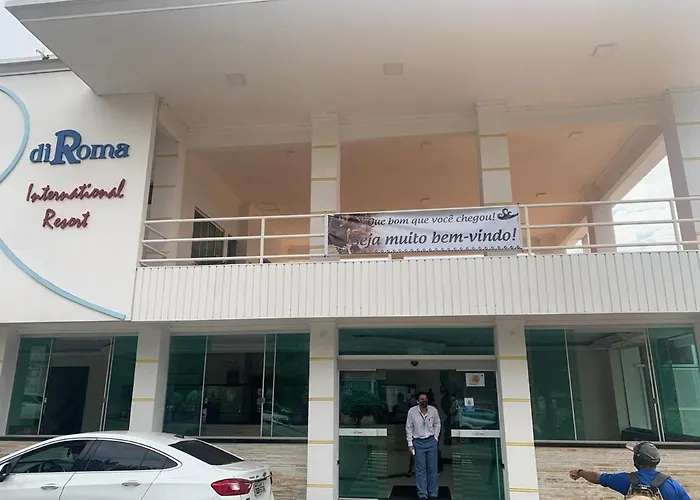 diRoma
International
Resort
Que bom que você chegou!
Seja muito bem-vindo!